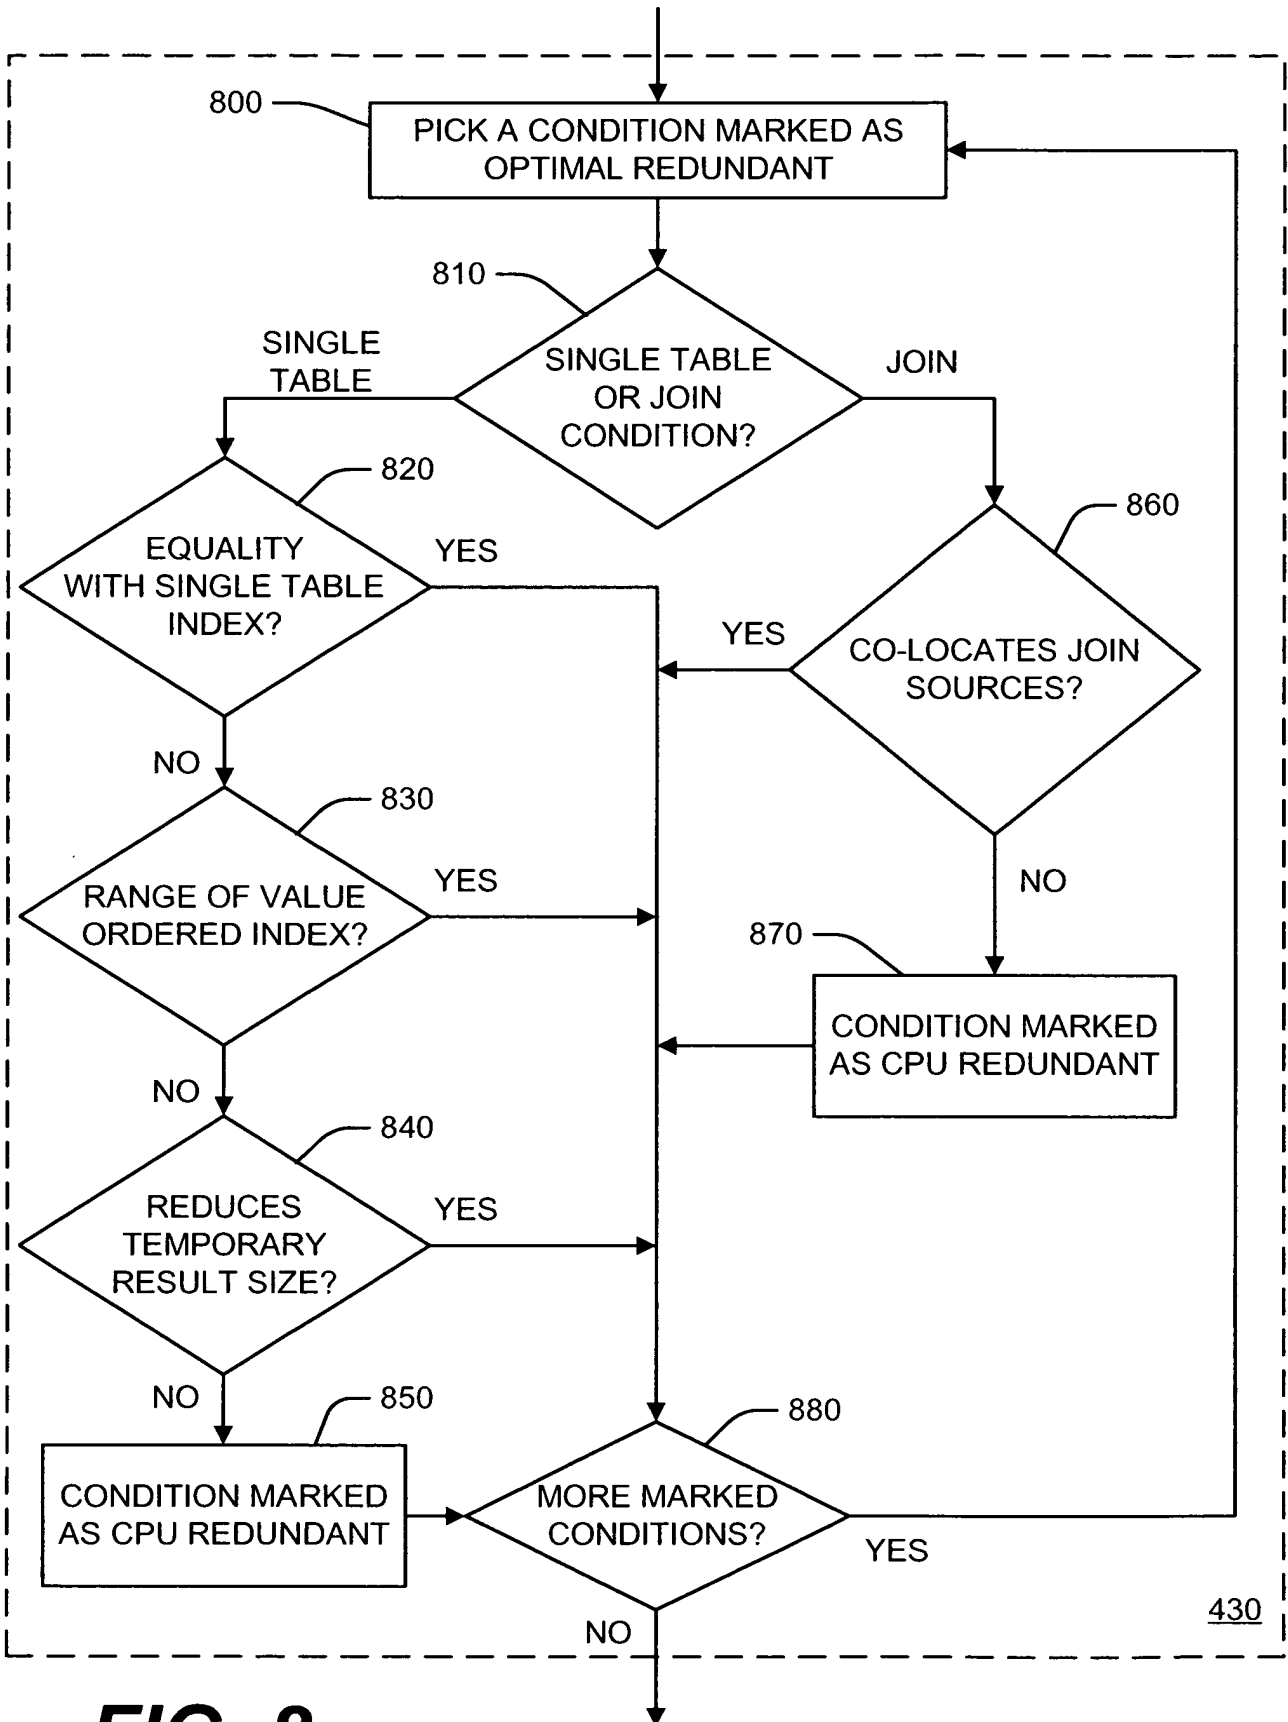 800
PICK A CONDITION MARKED AS
OPTIMAL REDUNDANT
810
SINGLE
TABLE
SINGLE TABLE
OR JOIN
CONDITION?
JOIN
820
EQUALITY
WITH SINGLE TABLE
INDEX?
YES
860
YES
CO-LOCATES JOIN
SOURCES?
NO
830
RANGE OF VALUE
ORDERED INDEX?
YES
NO
870
CONDITION MARKED
AS CPU REDUNDANT
NO
840
REDUCES
TEMPORARY
RESULT SIZE?
YES
NO
850
CONDITION MARKED
AS CPU REDUNDANT
880
MORE MARKED
CONDITIONS?
YES
430
NO
FIG. 8